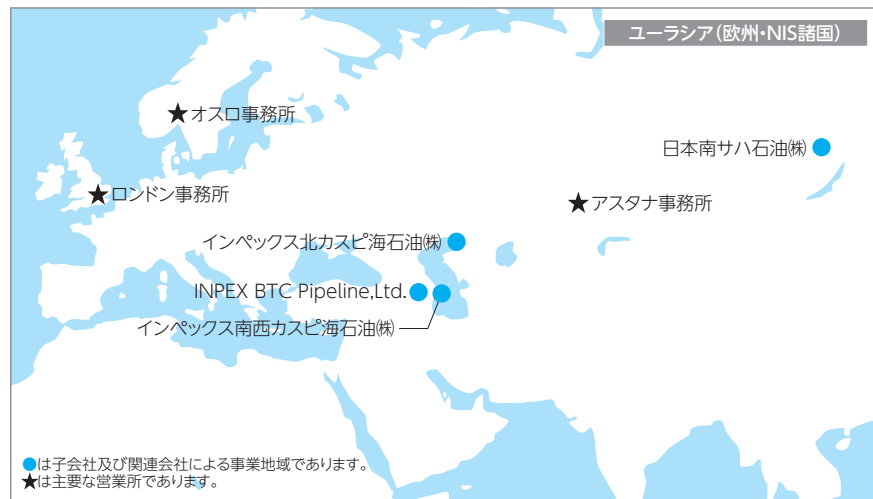 ユーラシア（欧州・NIS諸国）
★オスロ事務所
日本南サハ石油㈱
★ロンドン事務所
★アスタナ事務所
インペックス北カスピ海石油㈱
INPEX BTC Pipeline,Ltd.
インペックス南西カスピ海石油㈱
●は子会社及び関連会社による事業地域であります。
★は主要な営業所であります。